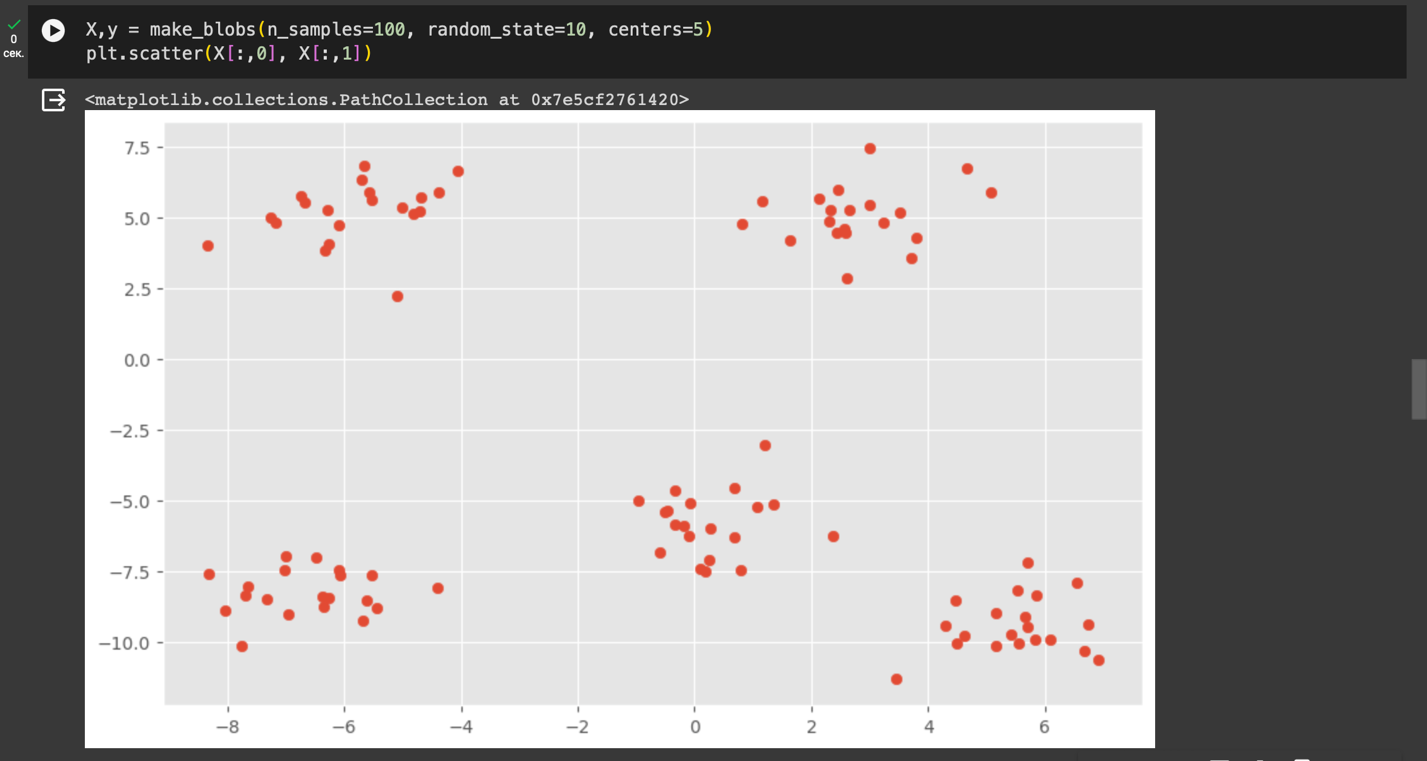 X,y = make_blobs(n_samples=100, random_state=10, centers=5)
plt.scatter(X[:,0], X[:,1])
0
сек.
<matplotlib.collections.PathCollection at 0x7e5cf2761420>
7.5
5.0
2.5
0.0
−2.5
−5.0
−7.5
−10.0
−8 −6 −4 −2 0 2 4 6